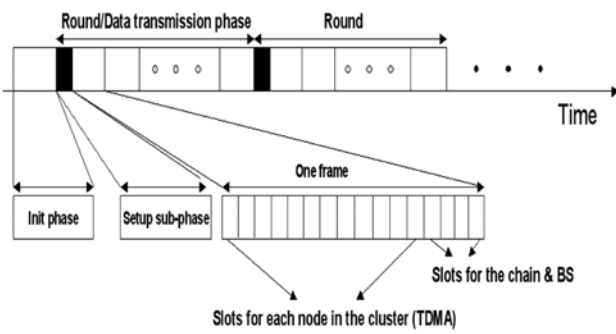 Round/Data transmission phase
Round
Time
One frame
Init phase
Setup sub-phase
Slots for the chain & BS
Slots for each node in the cluster (TDMA)